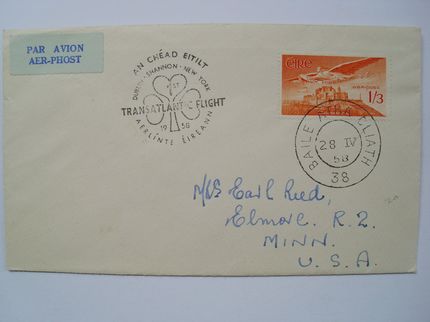 PAR AVION
AER-PHOST
AN CHÉAD EITILT
DUBLIN · SHANNON · NEW YORK
1ST
TRANSATLANTIC FLIGHT
1958
AERLÍNTE ÉIREANN
éire
1/3
BAILE ÁTHA CLIATH
28 IV
58
38
Mrs Earl Reed,
Elmore. R. 2.
MINN.
U. S. A.